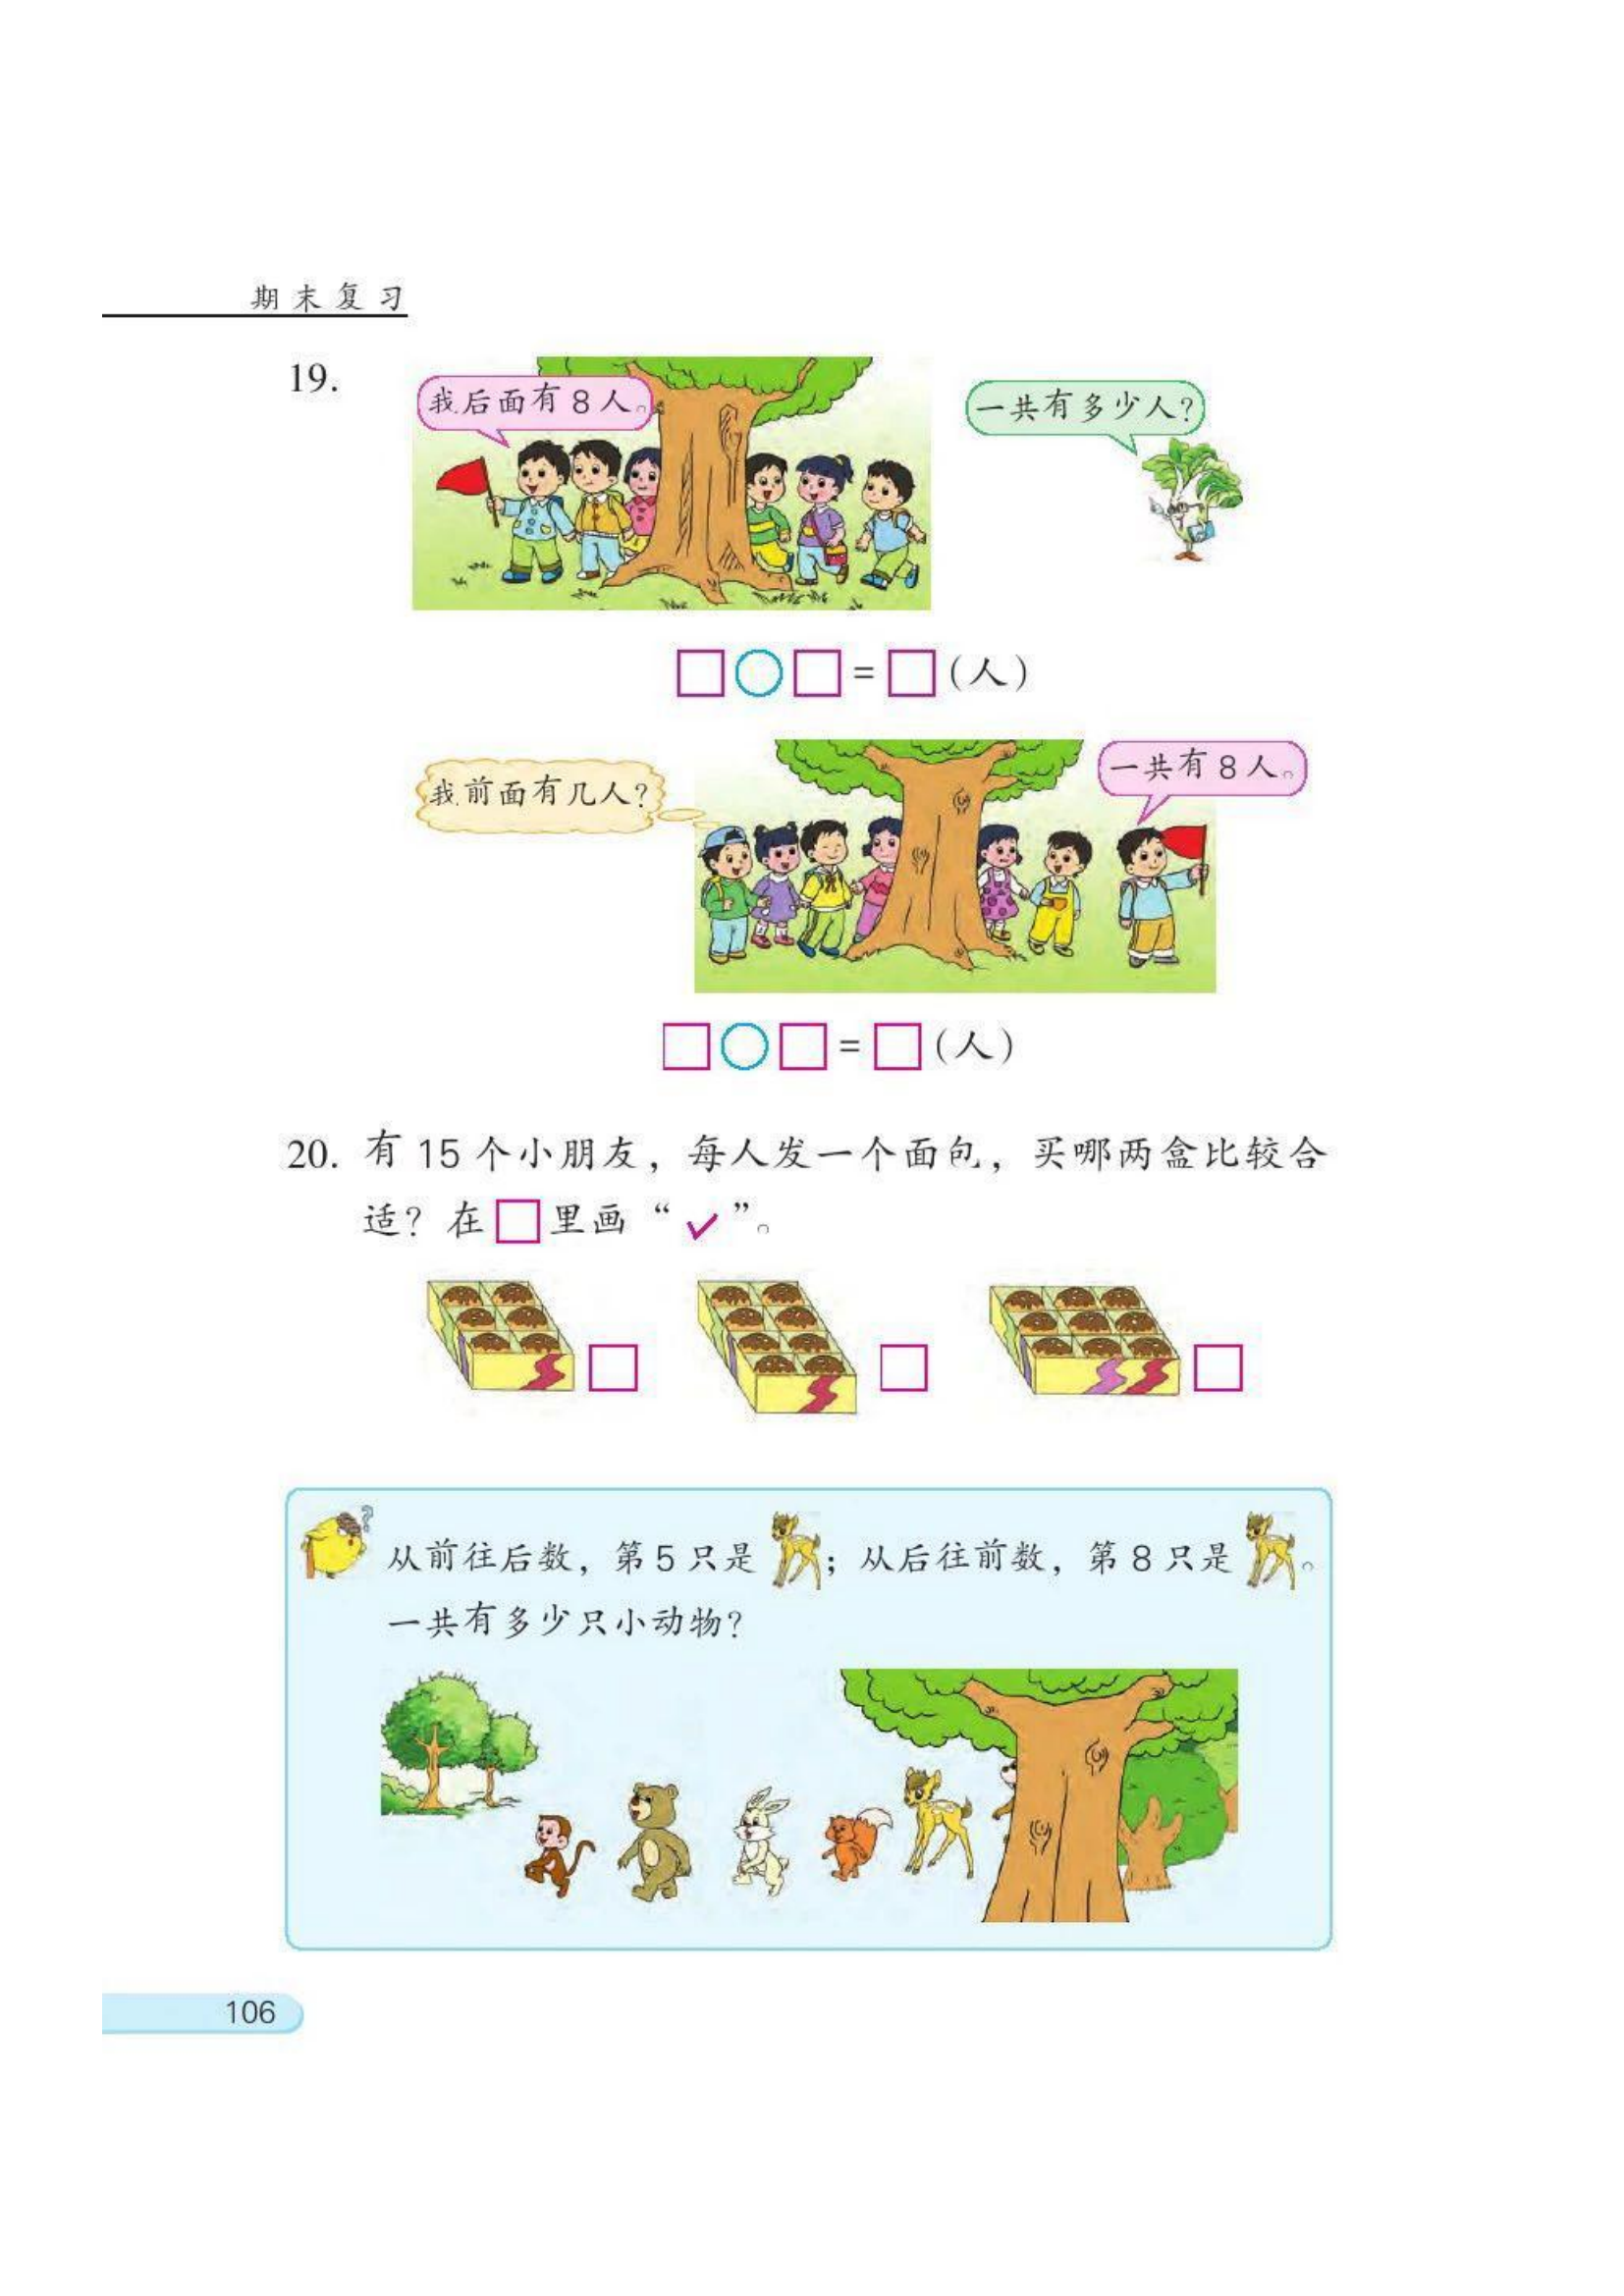 期末复习
19.
我后面有8人。
一共有多少人？
□○□=□(人)
我前面有几人？
一共有8人。
□○□=□(人)
20. 有15个小朋友，每人发一个面包，买哪两盒比较合
适？在□里画“✓”。
从前往后数，第5只是；从后往前数，第8只是。
一共有多少只小动物？
106